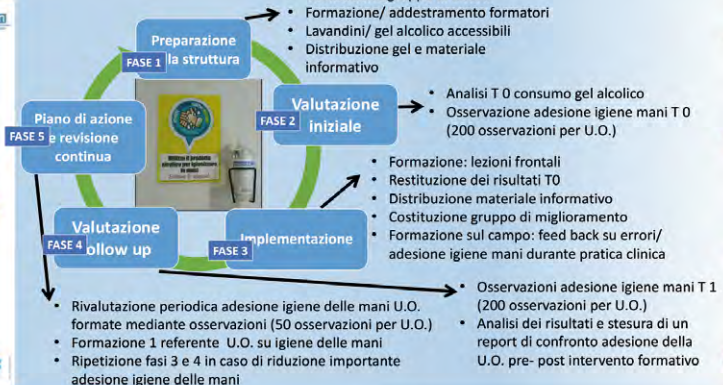 Formazione/ addestramento formatori
Lavandini/ gel alcolico accessibili
Distribuzione gel e materiale
informativo
Preparazione
la struttura
FASE 1
Valutazione
iniziale
FASE 2
Analisi T 0 consumo gel alcolico
Osservazione adesione igiene mani T 0
(200 osservazioni per U.O.)
Piano di azione
e revisione
continua
FASE 5
Formazione: lezioni frontali
Restituzione dei risultati T0
Distribuzione materiale informativo
Costituzione gruppo di miglioramento
Formazione sul campo: feed back su errori/
adesione igiene mani durante pratica clinica
Valutazione
ollow up
FASE 4
Implementazione
FASE 3
Osservazioni adesione igiene mani T 1
(200 osservazioni per U.O.)
Analisi dei risultati e stesura di un
report di confronto adesione della
U.O. pre- post intervento formativo
Rivalutazione periodica adesione igiene delle mani U.O.
formate mediante osservazioni (50 osservazioni per U.O.)
Formazione 1 referente U.O. su igiene delle mani
Ripetizione fasi 3 e 4 in caso di riduzione importante
adesione igiene delle mani